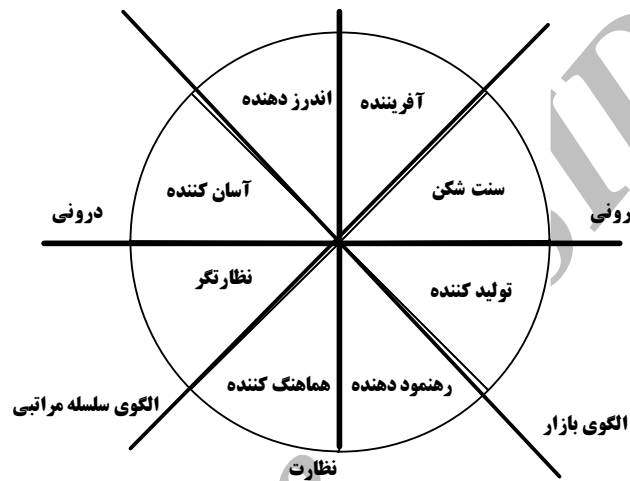 آفریننده
اندرز دهنده
سنت شکن
آسان کننده
درونی
رونی
نظارتگر
تولید کننده
رهنمود دهنده
هماهنگ کننده
الگوی سلسله مراتبی
الگوی بازار
نظارت